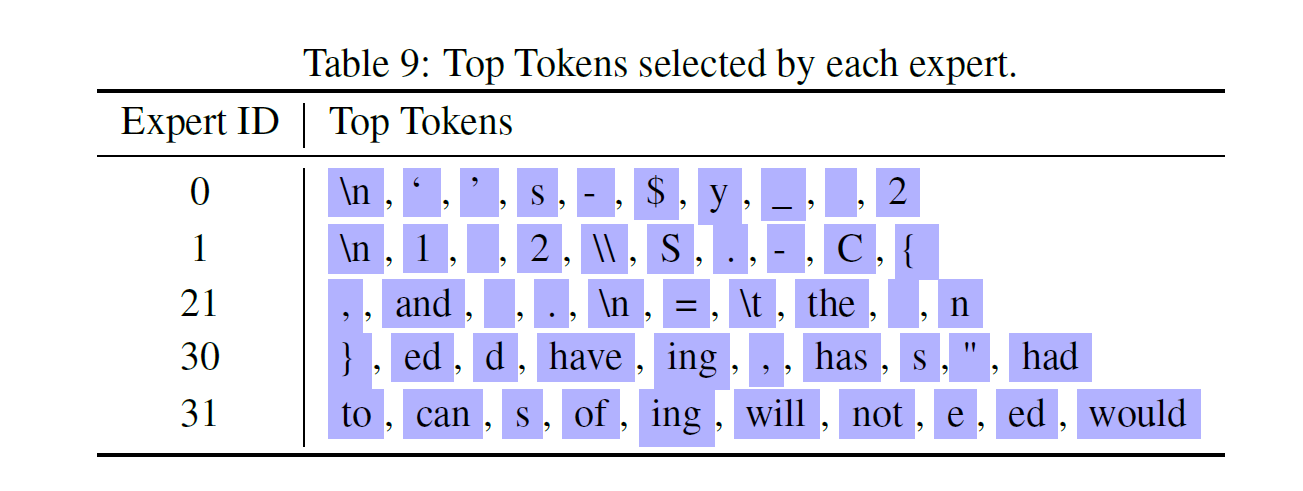 Table 9: Top Tokens selected by each expert.
Expert ID | Top Tokens
0 \n , ‘ , ’ , s , - , $ , y , _ ,   , 2
1 \n , 1 ,   , 2 , \\ , S , . , - , C , {
21 , , and ,   , . , \n , = , \t , the ,   , n
30 } , ed , d , have , ing , , , has , s , " , had
31 to , can , s , of , ing , will , not , e , ed , would